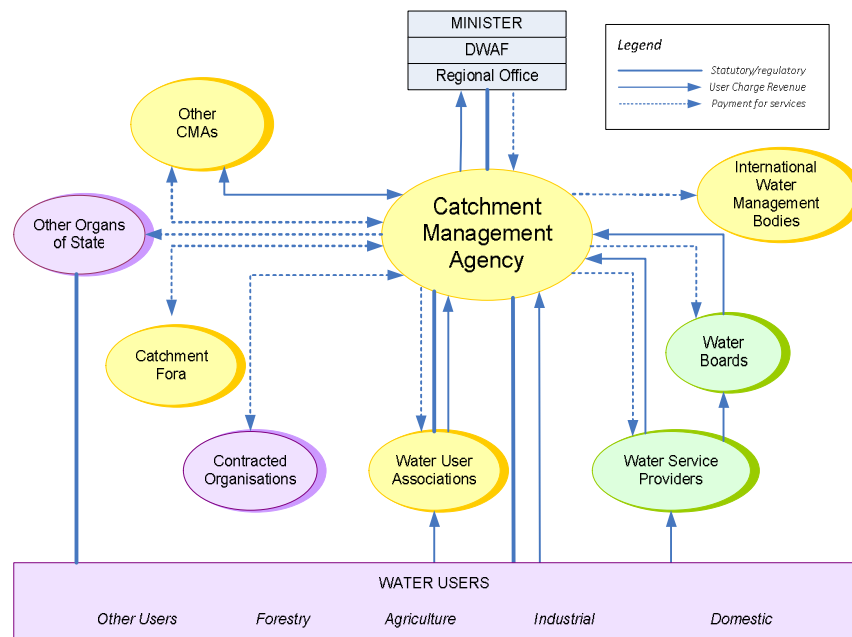 MINISTER
DWAF
Regional Office
Legend
Statutory/regulatory
User Charge Revenue
Payment for services
Other
CMAs
International
Water
Management
Bodies
Other Organs
of State
Catchment
Management
Agency
Water
Boards
Catchment
Fora
Contracted
Organisations
Water User
Associations
Water Service
Providers
WATER USERS
Other Users Forestry Agriculture Industrial Domestic